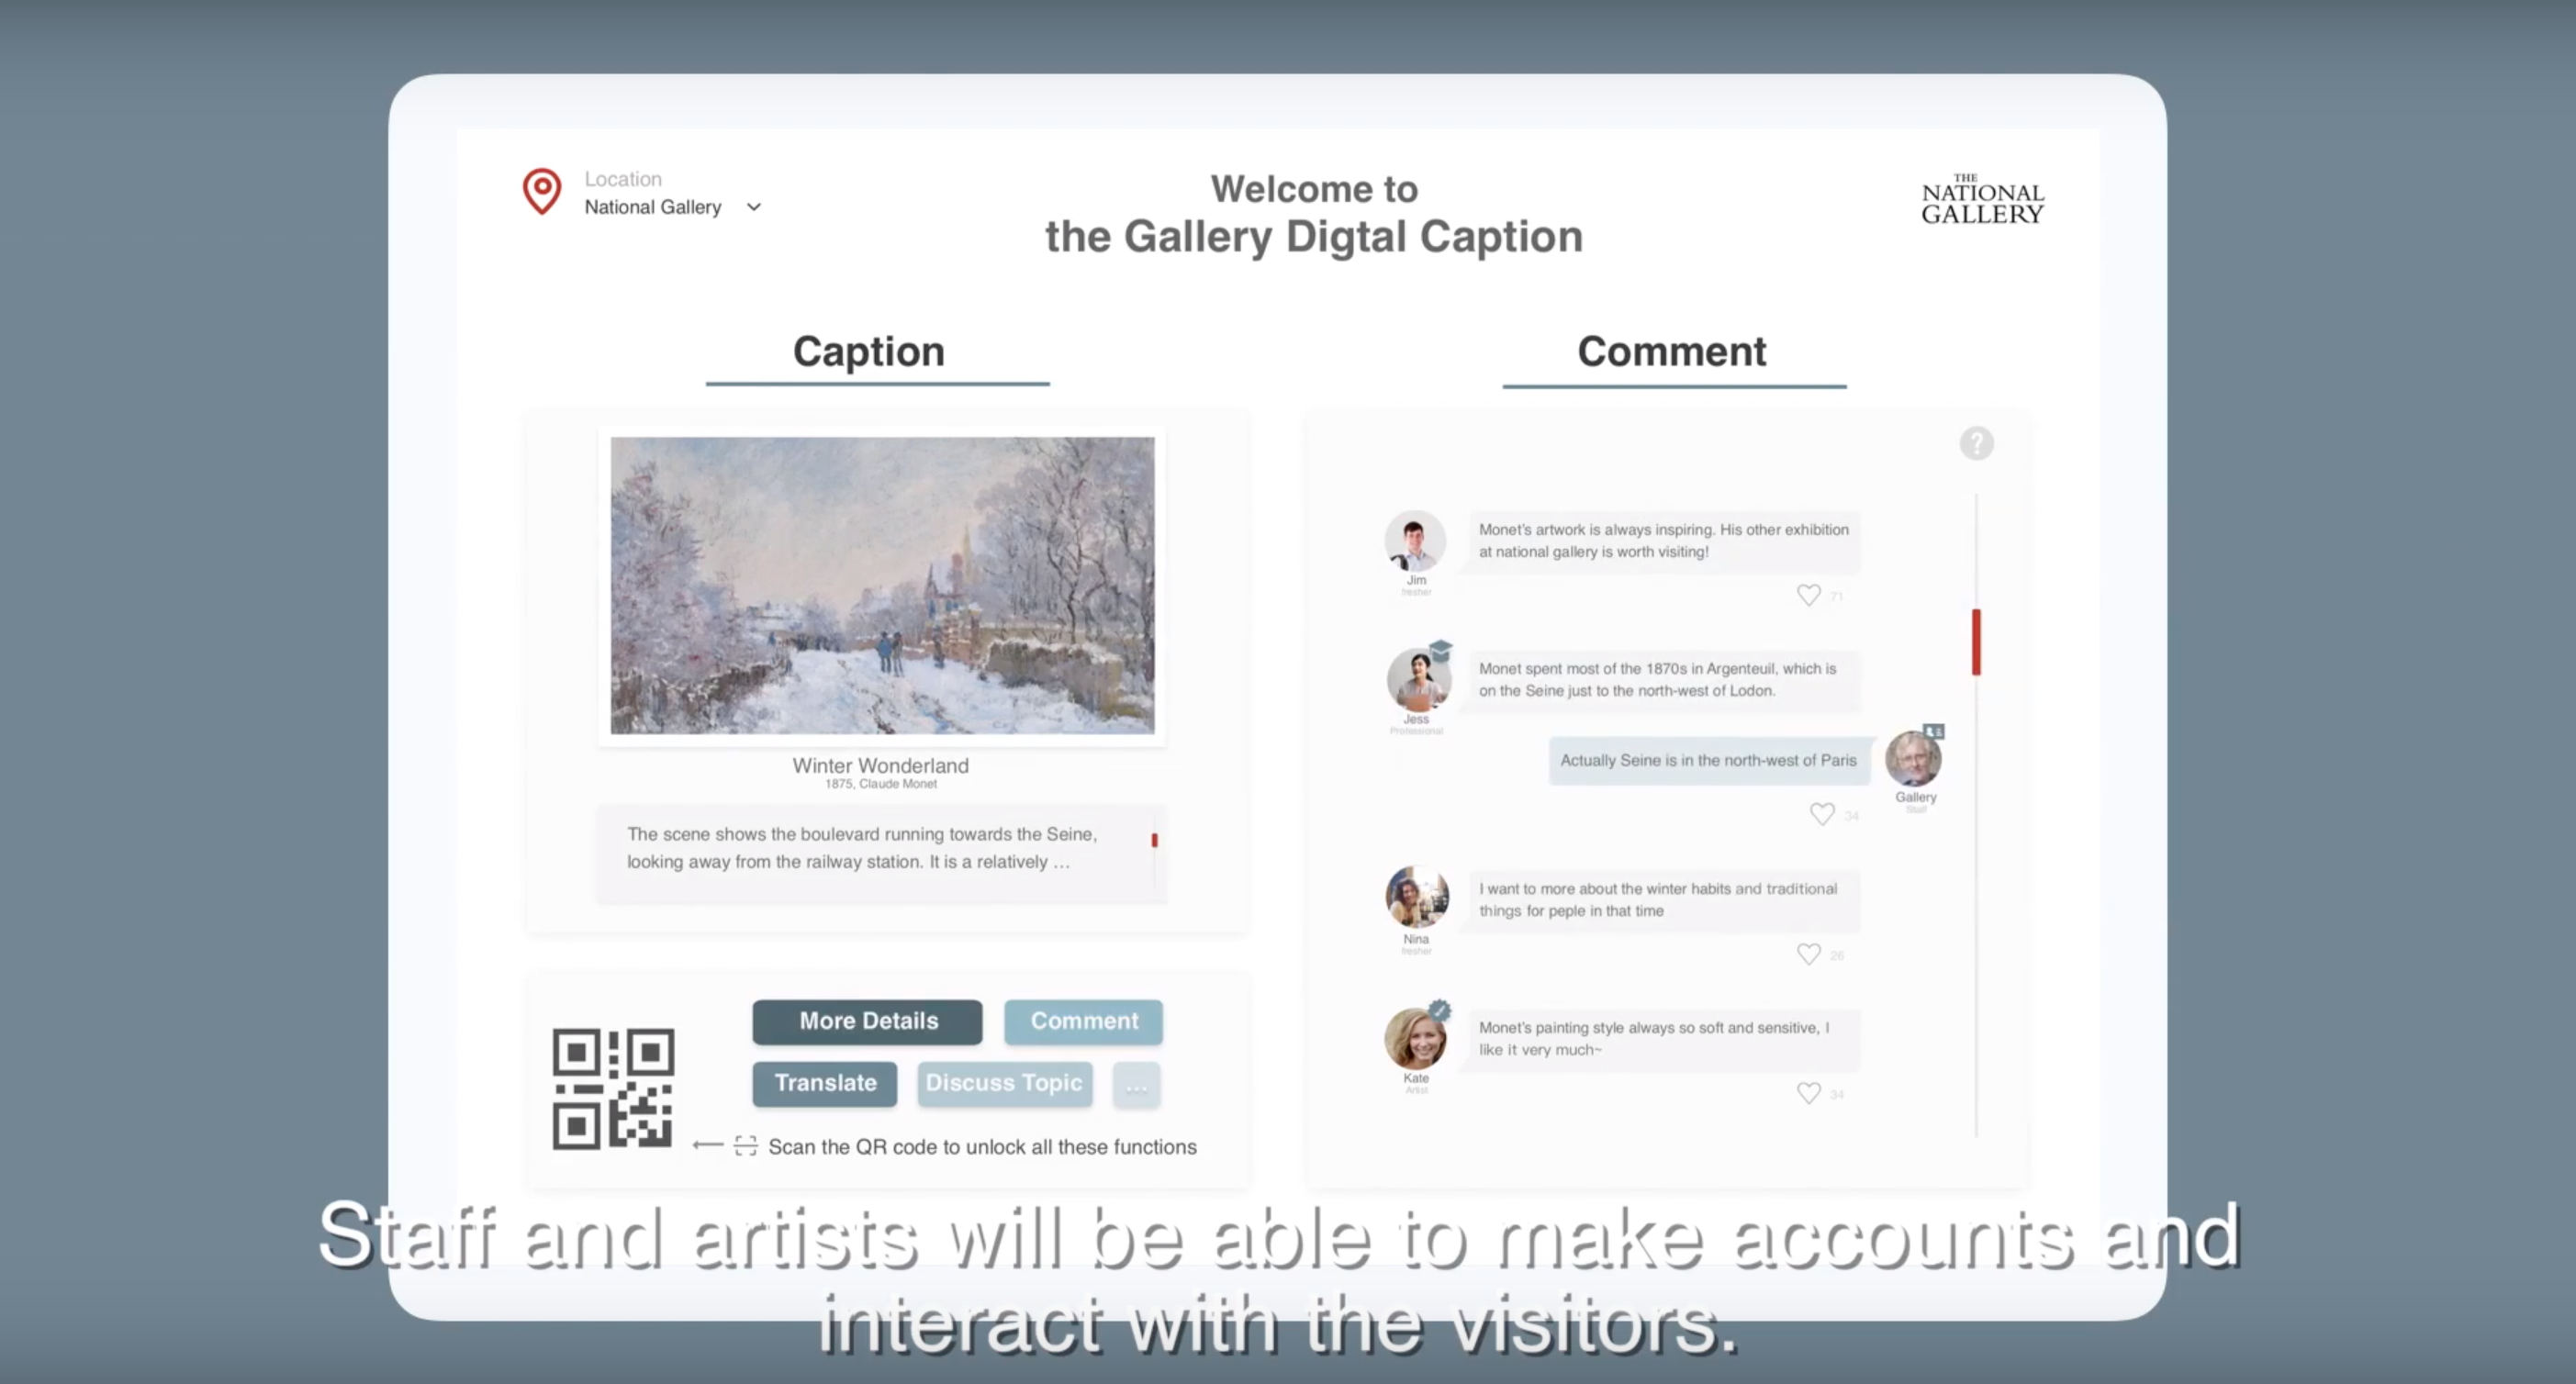 Location
National Gallery
Welcome to
the Gallery Digtal Caption
THE
NATIONAL
GALLERY
Caption
Winter Wonderland
1875, Claude Monet
The scene shows the boulevard running towards the Seine,
looking away from the railway station. It is a relatively ...
More Details
Comment
Translate
Discuss Topic
...
Scan the QR code to unlock all these functions
Comment
?
Monet's artwork is always inspiring. His other exhibition
at national gallery is worth visiting!
Jim
fresher
71
Monet spent most of the 1870s in Argenteuil, which is
on the Seine just to the north-west of Lodon.
Jess
Professional
Actually Seine is in the north-west of Paris
Gallery
Staff
34
I want to more about the winter habits and traditional
things for peple in that time
Nina
fresher
26
Monet's painting style always so soft and sensitive, I
like it very much~
Kate
Artist
34
Staff and artists will be able to make accounts and
interact with the visitors.